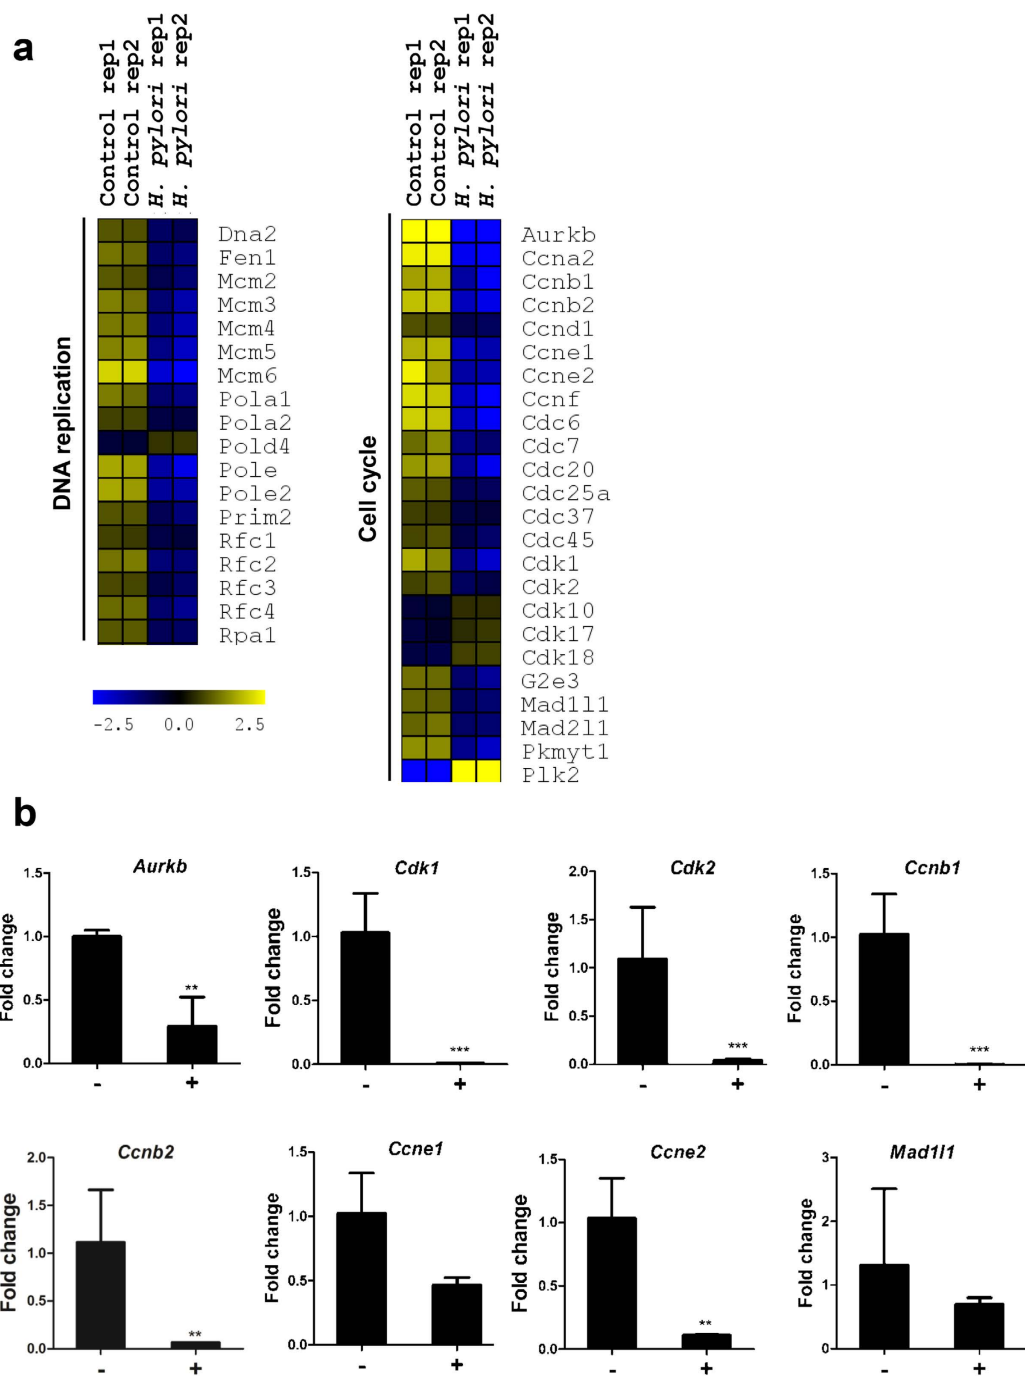 a
Control rep1
Control rep2
H. pylori rep1
H. pylori rep2
DNA replication
Dna2
Fen1
Mcm2
Mcm3
Mcm4
Mcm5
Mcm6
Pola1
Pola2
Pold4
Pole
Pole2
Prim2
Rfc1
Rfc2
Rfc3
Rfc4
Rpa1
-2.5 0.0 2.5
Control rep1
Control rep2
H. pylori rep1
H. pylori rep2
Cell cycle
Aurkb
Ccna2
Ccnb1
Ccnb2
Ccnd1
Ccne1
Ccne2
Ccnf
Cdc6
Cdc7
Cdc20
Cdc25a
Cdc37
Cdc45
Cdk1
Cdk2
Cdk10
Cdk17
Cdk18
G2e3
Mad1l1
Mad2l1
Pkmyt1
Plk2
b
Aurkb
Fold change
1.5
1.0
0.5
0.0
**
- +
Cdk1
Fold change
1.5
1.0
0.5
0.0
***
- +
Cdk2
Fold change
2.0
1.5
1.0
0.5
0.0
***
- +
Ccnb1
Fold change
1.5
1.0
0.5
0.0
***
- +
Ccnb2
Fold change
2.0
1.5
1.0
0.5
0.0
**
- +
Ccne1
Fold change
1.5
1.0
0.5
0.0
- +
Ccne2
Fold change
1.5
1.0
0.5
0.0
**
- +
Mad1l1
Fold change
3
2
1
0
- +